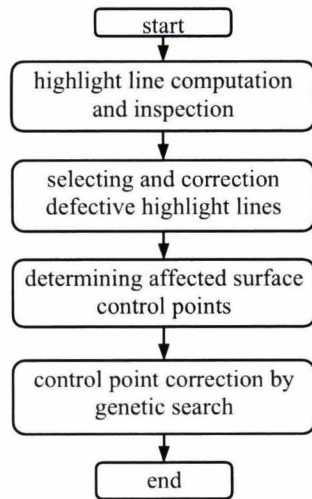 start
highlight line computation
and inspection
selecting and correction
defective highlight lines
determining affected surface
control points
control point correction by
genetic search
end